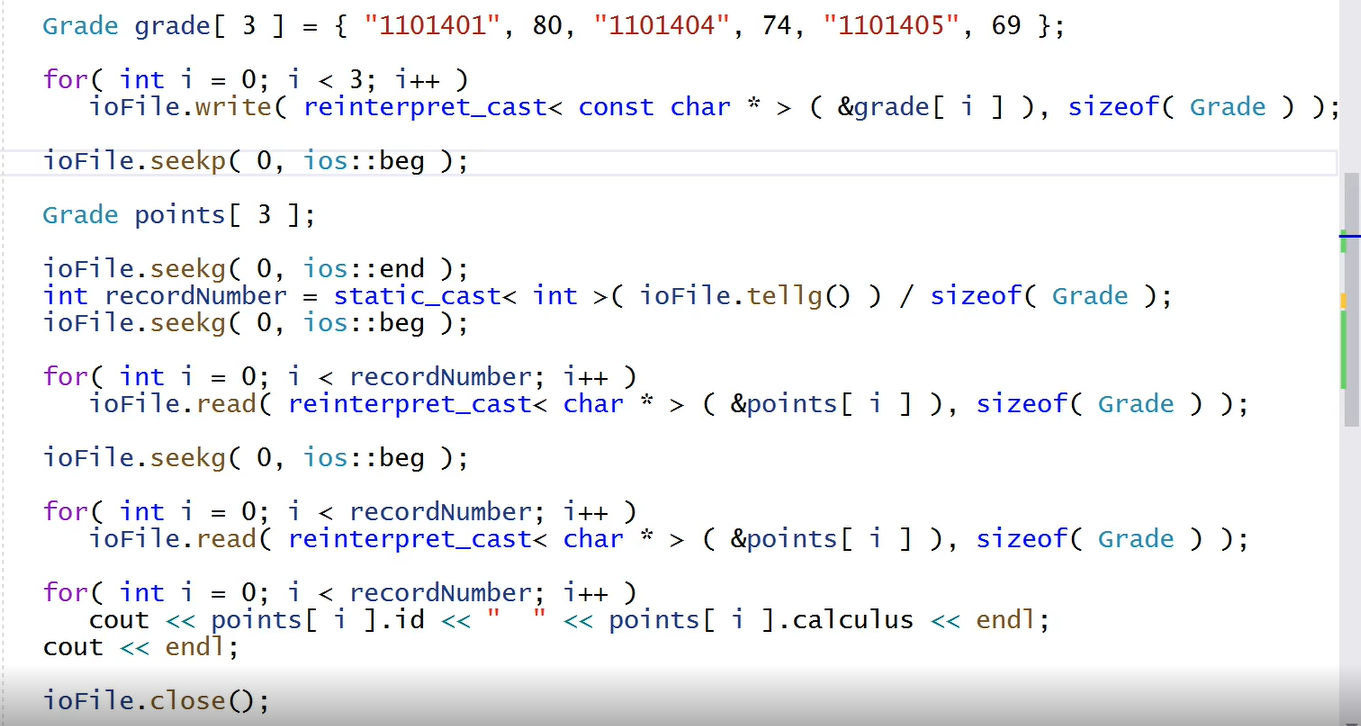 Grade grade[ 3 ] = { "1101401", 80, "1101404", 74, "1101405", 69 };
for( int i = 0; i < 3; i++ )
ioFile.write( reinterpret_cast< const char * > ( &grade[ i ] ), sizeof( Grade ) );
ioFile.seekp( 0, ios::beg );
Grade points[ 3 ];
ioFile.seekg( 0, ios::end );
int recordNumber = static_cast< int >( ioFile.tellg() ) / sizeof( Grade );
ioFile.seekg( 0, ios::beg );
for( int i = 0; i < recordNumber; i++ )
ioFile.read( reinterpret_cast< char * > ( &points[ i ] ), sizeof( Grade ) );
ioFile.seekg( 0, ios::beg );
for( int i = 0; i < recordNumber; i++ )
ioFile.read( reinterpret_cast< char * > ( &points[ i ] ), sizeof( Grade ) );
for( int i = 0; i < recordNumber; i++ )
cout << points[ i ].id << "  " << points[ i ].calculus << endl;
cout << endl;
ioFile.close();